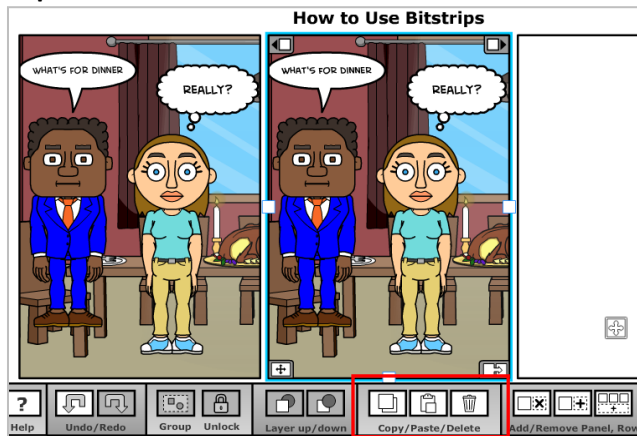 How to Use Bitstrips
WHAT'S FOR DINNER
REALLY?
WHAT'S FOR DINNER
REALLY?
?
Help
Undo/Redo
Group Unlock
Layer up/down
Copy/Paste/Delete
Add/Remove Panel, Row